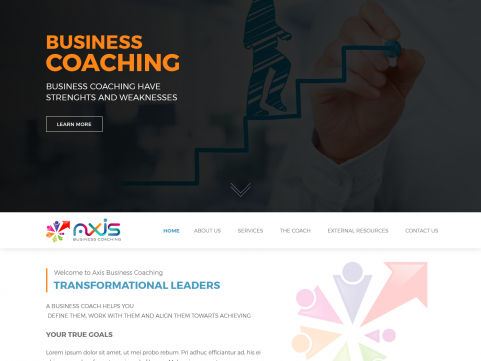 BUSINESS
COACHING
BUSINESS COACHING HAVE
STRENGHTS AND WEAKNESSES
LEARN MORE
AXIS
BUSINESS COACHING
HOME ABOUT US SERVICES THE COACH EXTERNAL RESOURCES CONTACT US
Welcome to Axis Business Coaching
TRANSFORMATIONAL LEADERS
A BUSINESS COACH HELPS YOU
DEFINE THEM, WORK WITH THEM AND ALIGN THEM TOWARTS ACHIEVING
YOUR TRUE GOALS
Lorem ipsum dolor sit amet, mei probo rebum. Pri adhuc efficiantur ad, his ei